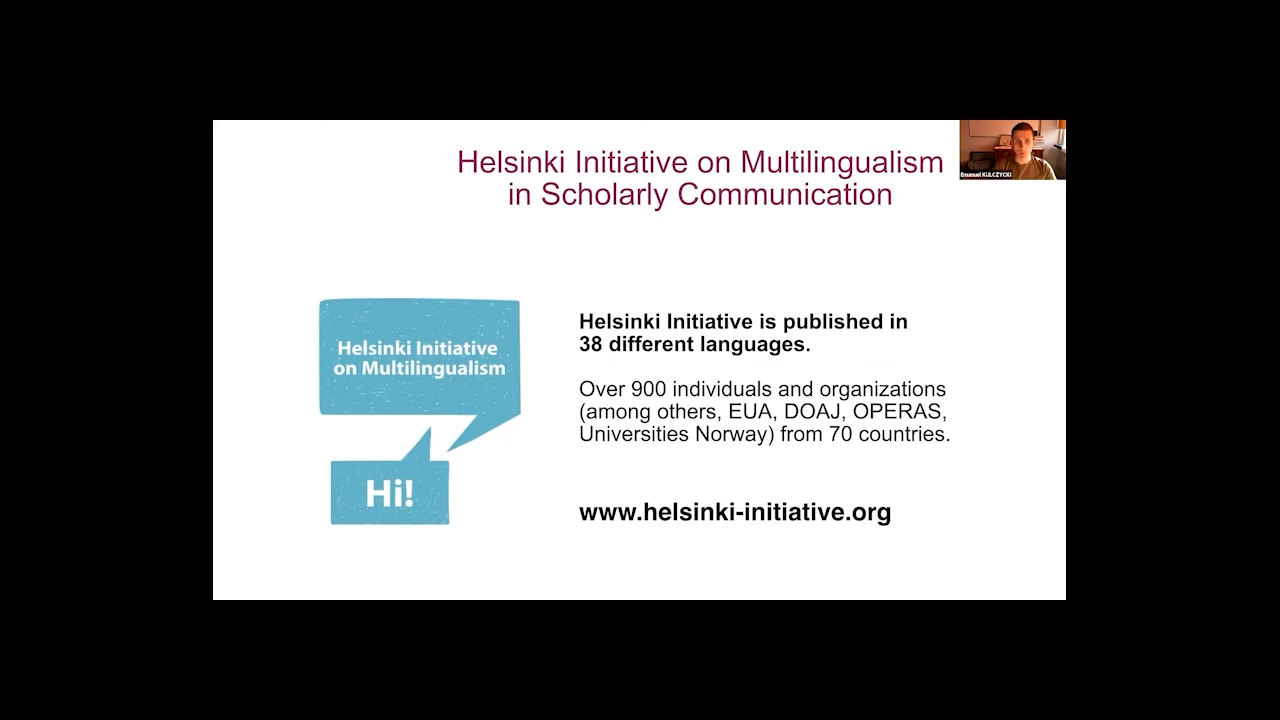 Helsinki Initiative on Multilingualism
in Scholarly Communication
Emanuel KULCZYCKI
Helsinki Initiative
on Multilingualism
Hi!
Helsinki Initiative is published in
38 different languages.
Over 900 individuals and organizations
(among others, EUA, DOAJ, OPERAS,
Universities Norway) from 70 countries.
www.helsinki-initiative.org